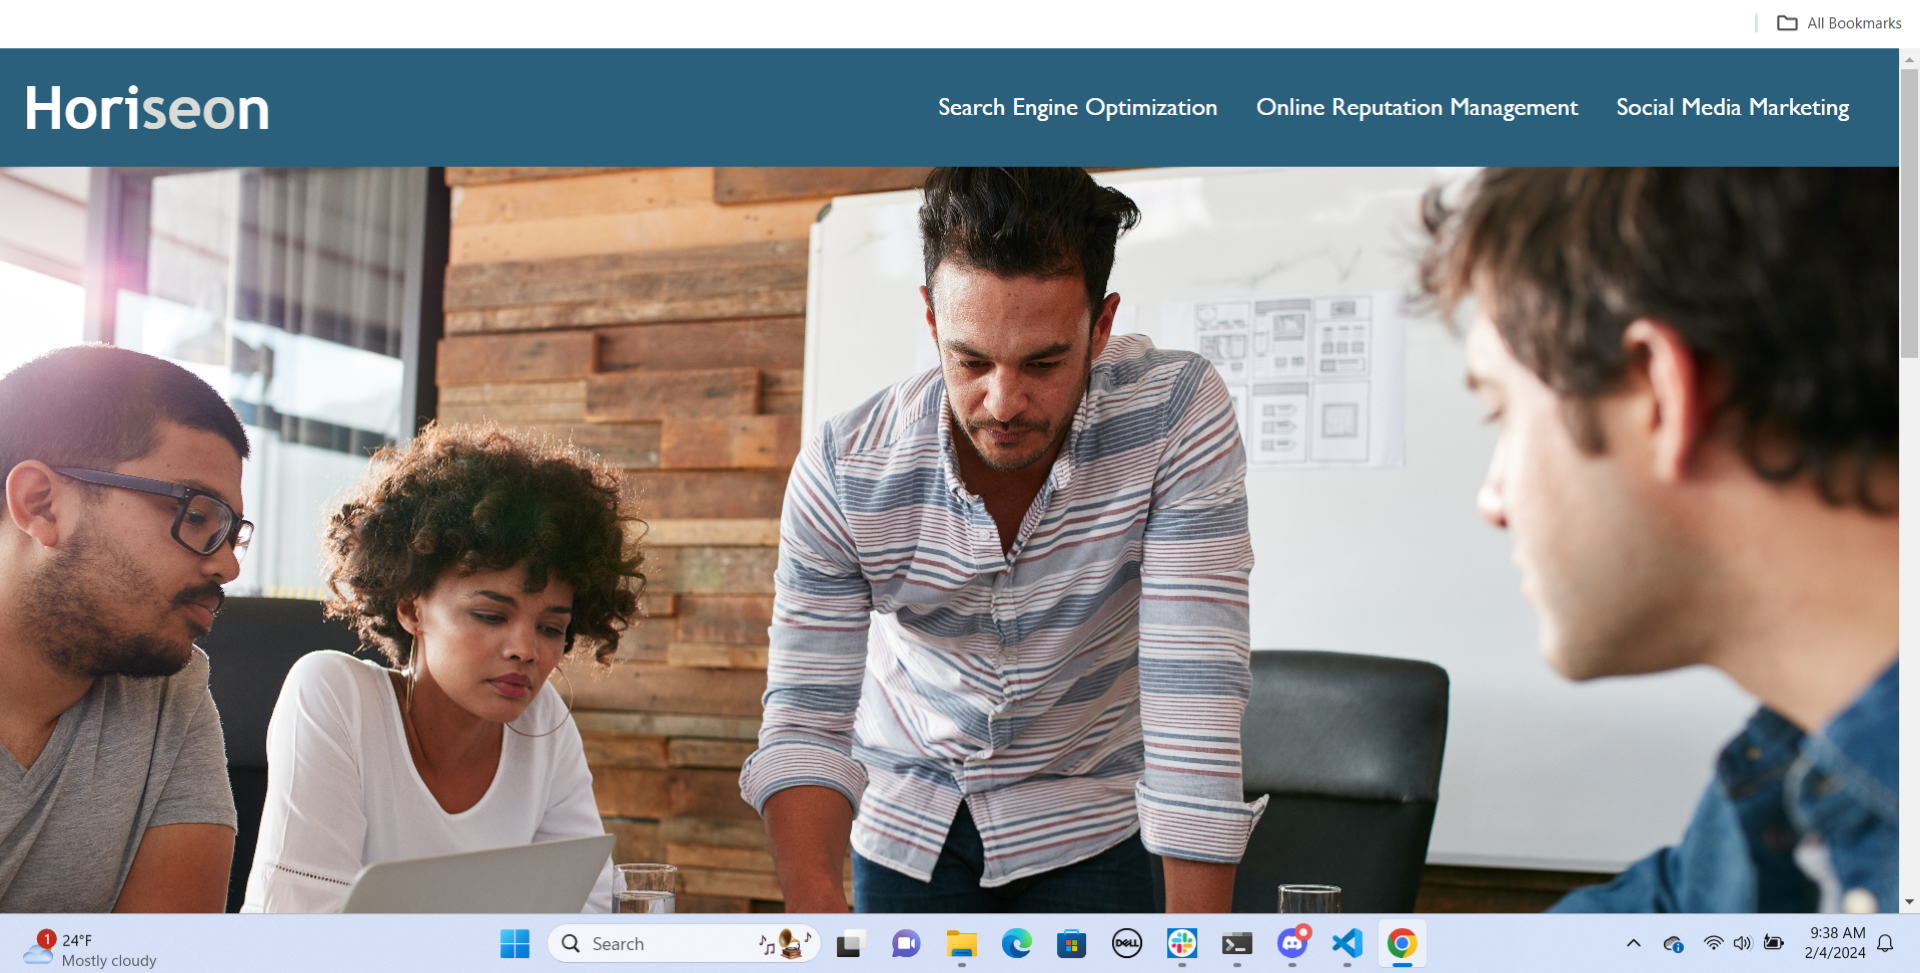 All Bookmarks
Horiseon
Search Engine Optimization
Online Reputation Management
Social Media Marketing
1
24°F
Mostly cloudy
Search
DELL
9:38 AM
2/4/2024